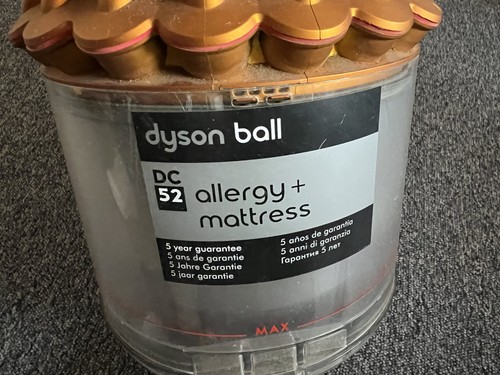 dyson ball
DC
52
allergy+
mattress
5 year guarantee
5 ans de garantie
5 Jahre Garantie
5 jaar garantie
5 años de garantía
5 anni di garanzia
Гарантия 5 лет
MAX